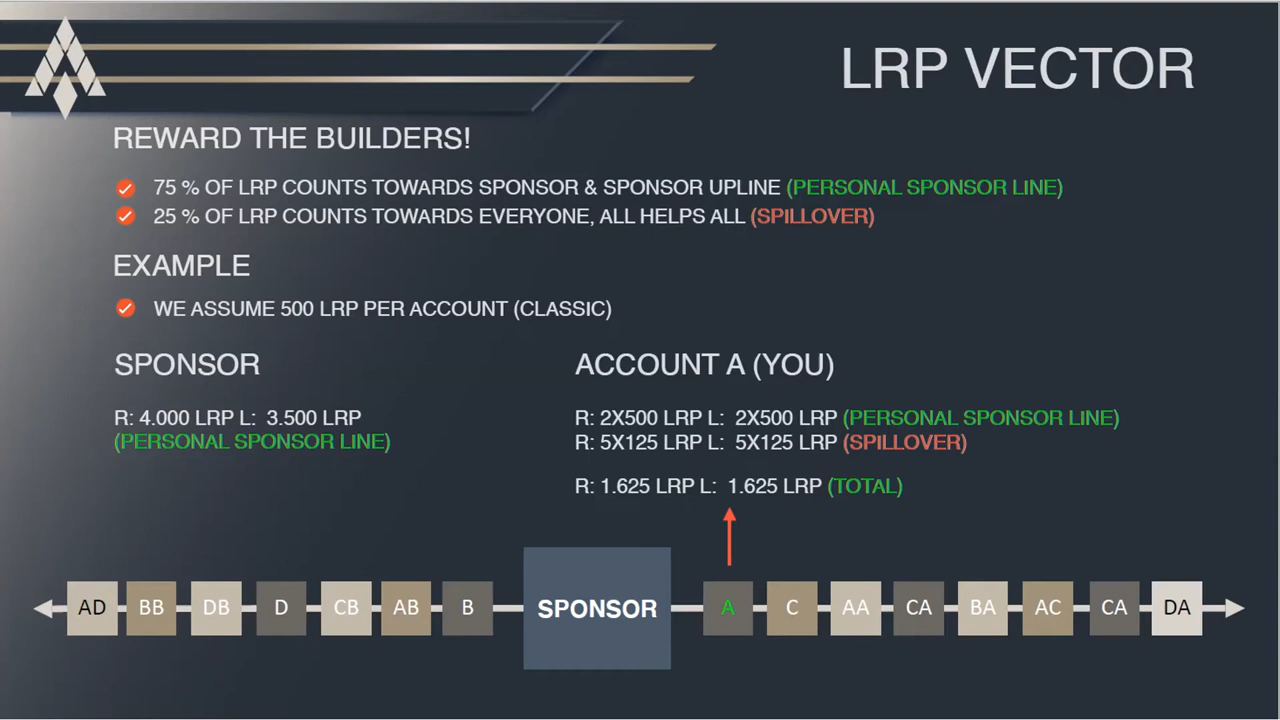 LRP VECTOR
REWARD THE BUILDERS!
75 % OF LRP COUNTS TOWARDS SPONSOR & SPONSOR UPLINE (PERSONAL SPONSOR LINE)
25 % OF LRP COUNTS TOWARDS EVERYONE, ALL HELPS ALL (SPILLOVER)
EXAMPLE
WE ASSUME 500 LRP PER ACCOUNT (CLASSIC)
SPONSOR
R: 4.000 LRP L: 3.500 LRP
(PERSONAL SPONSOR LINE)
ACCOUNT A (YOU)
R: 2X500 LRP L: 2X500 LRP (PERSONAL SPONSOR LINE)
R: 5X125 LRP L: 5X125 LRP (SPILLOVER)
R: 1.625 LRP L: 1.625 LRP (TOTAL)
AD BB DB D CB AB B SPONSOR A C AA CA BA AC CA DA